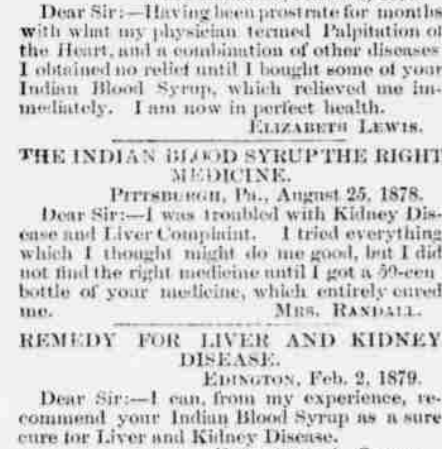 Dear Sir:—Having been prostrate for months
with what my physician termed Palpitation of
the Heart, and a combination of other diseases
I obtained no relief until I bought some of your
Indian Blood Syrup, which relieved me im-
mediately. I am now in perfect health.
ELIZABETH LEWIS.
THE INDIAN BLOOD SYRUP THE RIGHT
MEDICINE.
PITTSBURGH, Pa., August 25, 1878.
Dear Sir:—I was troubled with Kidney Dis-
ease and Liver Complaint. I tried everything
which I thought might do me good, but I did
not find the right medicine until I got a 50-cen
bottle of your medicine, which entirely cured
me. MRS. RANDALL.
REMEDY FOR LIVER AND KIDNEY
DISEASE.
EDINGTON, Feb. 2, 1879.
Dear Sir:—I can, from my experience, re-
commend your Indian Blood Syrup as a sure
cure for Liver and Kidney Disease.